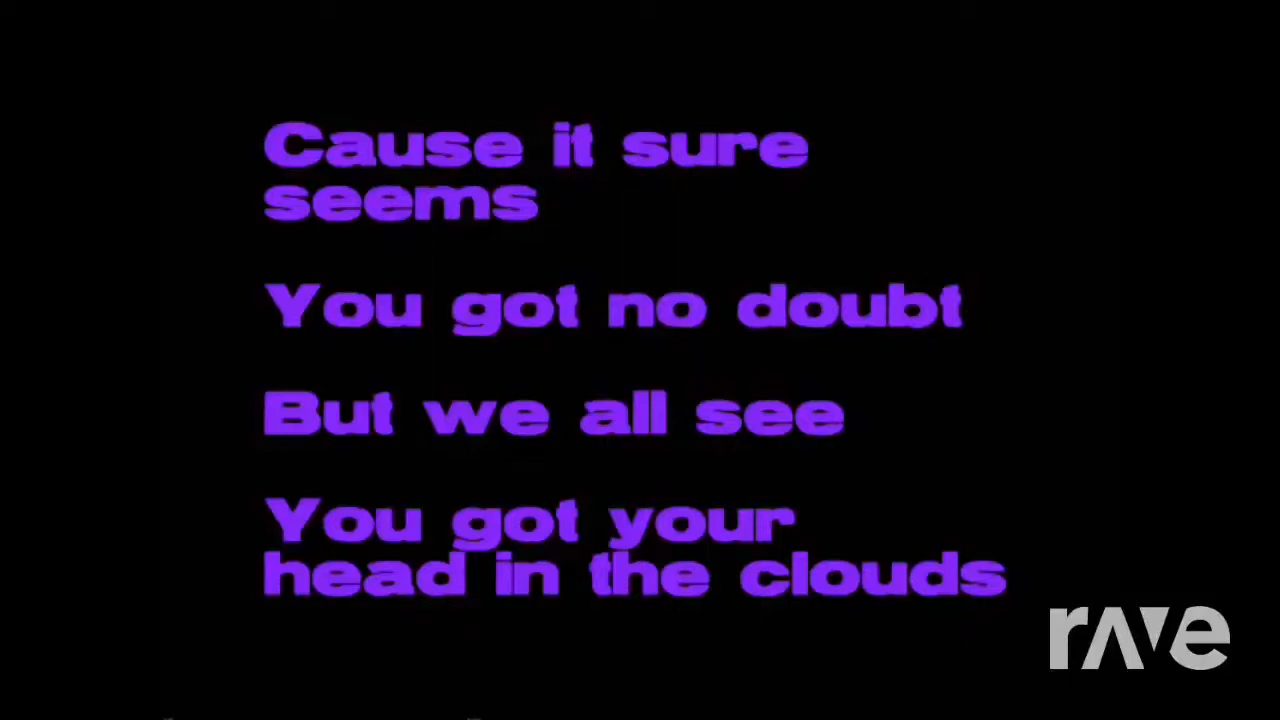 Cause it sure
seems
You got no doubt
But we all see
You got your
head in the clouds
rave